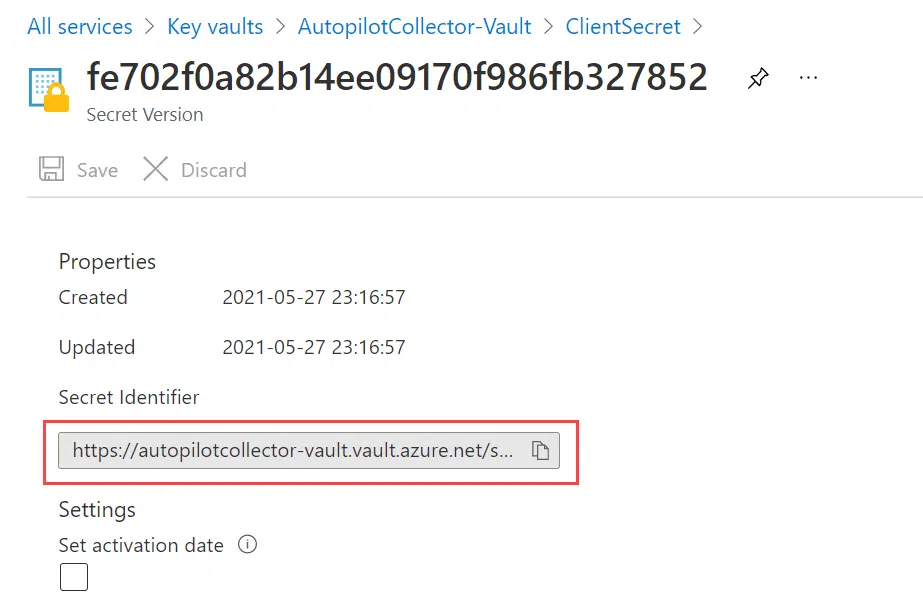 All services > Key vaults > AutopilotCollector-Vault > ClientSecret >
fe702f0a82b14ee09170f986fb327852
Secret Version
Save Discard
Properties
Created 2021-05-27 23:16:57
Updated 2021-05-27 23:16:57
Secret Identifier
https://autopilotcollector-vault.vault.azure.net/s...
Settings
Set activation date